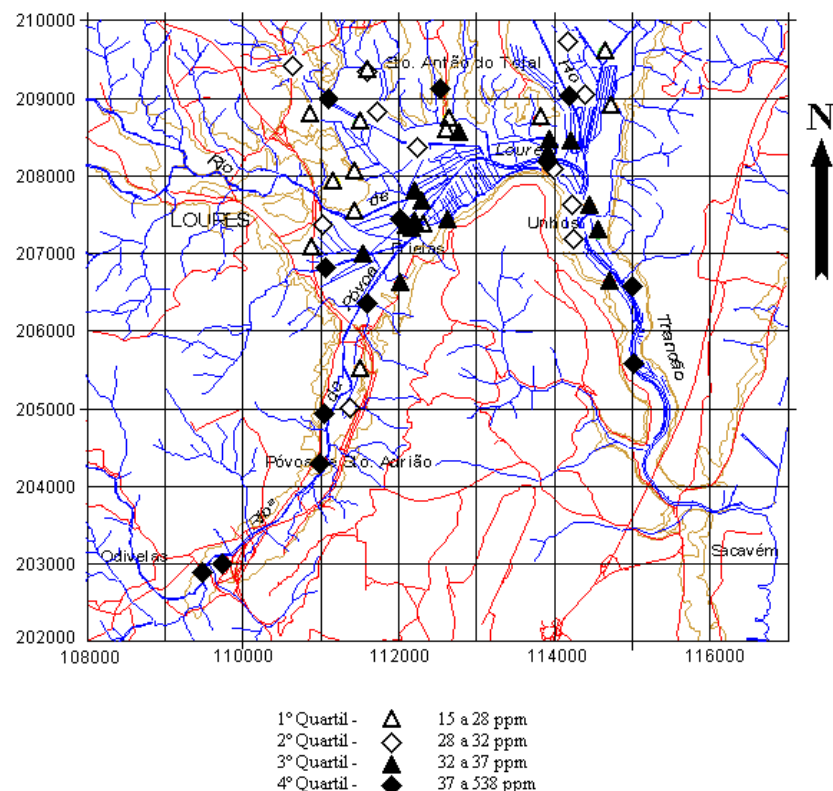 210000
Sto. Antão do Tojal
Rio
209000
N
Loures
208000
Rio
de
LOURES
Unhos
207000
Frielas
Póvoa
206000
Trancão
de
205000
Póvoa Sto. Adrião
204000
Rib.ª
Odivelas
Sacavém
203000
202000
108000 110000 112000 114000 116000
1º Quartil - 15 a 28 ppm
2º Quartil - 28 a 32 ppm
3º Quartil - 32 a 37 ppm
4º Quartil - 37 a 538 ppm